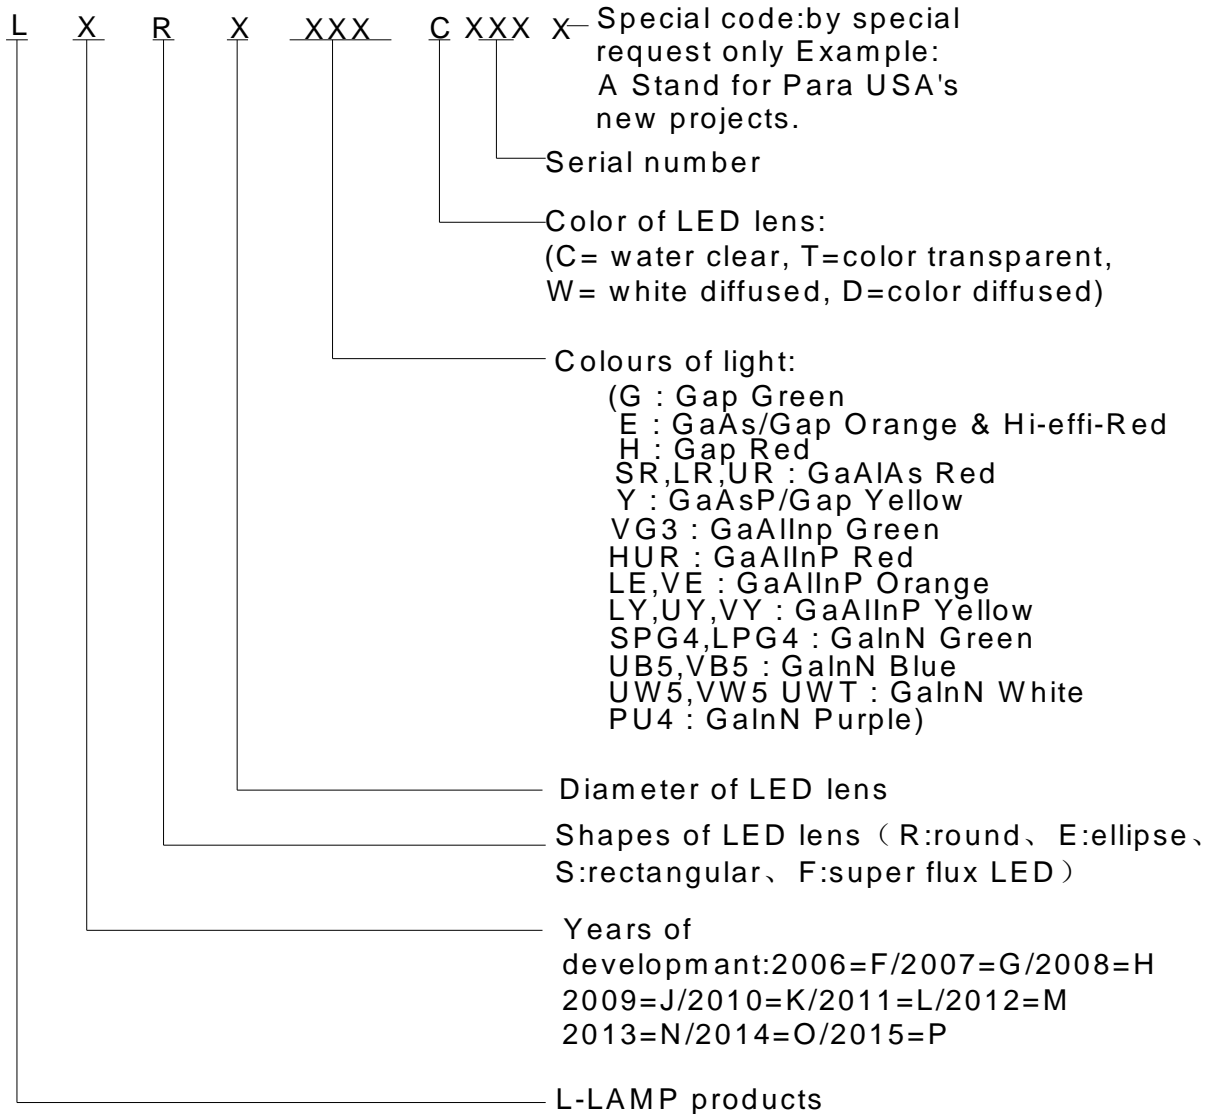 L X R X XXX C XXX X Special code:by special
request only Example:
A Stand for Para USA's
new projects.
Serial number
Color of LED lens:
(C= water clear, T=color transparent,
W= white diffused, D=color diffused)
Colours of light:
(G : Gap Green
E : GaAs/Gap Orange & Hi-effi-Red
H : Gap Red
SR,LR,UR : GaAlAs Red
Y : GaAsP/Gap Yellow
VG3 : GaAlInp Green
HUR : GaAlInP Red
LE,VE : GaAlInP Orange
LY,UY,VY : GaAlInP Yellow
SPG4,LPG4 : GaInN Green
UB5,VB5 : GaInN Blue
UW5,VW5 UWT : GaInN White
PU4 : GaInN Purple)
Diameter of LED lens
Shapes of LED lens（R:round、E:ellipse、
S:rectangular、F:super flux LED）
Years of
developmant:2006=F/2007=G/2008=H
2009=J/2010=K/2011=L/2012=M
2013=N/2014=O/2015=P
L-LAMP products